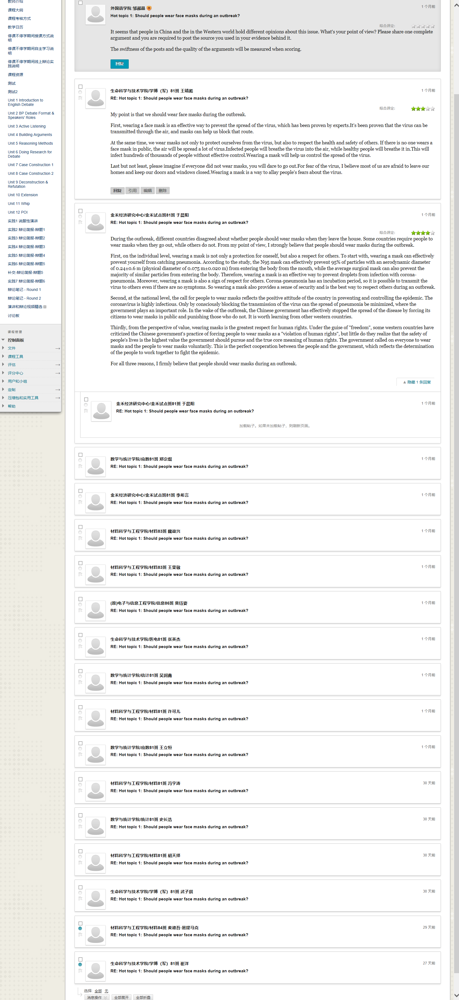 教师介绍
课程大纲
课程考核方式
教学日历
停课不停学期间授课方式说
明
停课不停学期间自主学习说
明
停课不停学期间线上辩论实
践说明
课程资源
测试
测试2
Unit 1 Introduction to
English Debate
Unit 2 BP Debate Format &
Speakers' Roles
Unit 3 Active Listening
Unit 4 Building Arguments
Unit 5 Reasoning Methods
Unit 6 Doing Research for
Debate
Unit 7 Case Construction 1
Unit 8 Case Construction 2
Unit 9 Deconstruction &
Refutation
Unit 10 Extension
Unit 11 Whip
Unit 12 POI
实践1 说服性演讲
实践2 辩论简报-辩题1
实践3 辩论简报-辩题2
实践4 辩论简报-辩题3
实践5 辩论简报-辩题4
实践6 辩论简报-辩题5
补交-辩论简报-辩题5
实践7 辩论简报-辩题6
辩论笔记 - Round 1
辩论笔记 - Round 2
演讲和辩论视频精选
讨论板
课程管理
控制面板
文件
课程工具
评估
评分中心
用户和小组
定制
压缩包和实用工具
帮助
外国语学院 邹郝晶
1 个月前
Hot topic 1: Should people wear face masks during an outbreak?
综合评定:
It seems that people in China and the in the Western world hold different opinions about this issue. What's your point of view? Please share one complete
argument and you are required to post the source you used in your evidence behind it.
The swiftness of the posts and the quality of the arguments will be measured when scoring.
回复
生命科学与技术学院/学博（军）81班 王靖澔
1 个月前
RE: Hot topic 1: Should people wear face masks during an outbreak?
综合评定:
My point is that we should wear face masks during the outbreak.
First, wearing a face mask is an effective way to prevent the spread of the virus, which has been proven by experts.It's been proven that the virus can be
transmitted through the air, and masks can help us block that route.
At the same time, we wear masks not only to protect ourselves from the virus, but also to respect the health and safety of others. If there is no one wears a
face mask in public, the air will be spread a lot of virus.Infected people will breathe the virus into the air, while healthy people will breathe it in.This will
infect hundreds of thousands of people without effective control.Wearing a mask will help us control the spread of the virus.
Last but not least, please imagine if everyone did not wear masks, you will dare to go out.For fear of the virus, I believe most of us are afraid to leave our
homes and keep our doors and windows closed.Wearing a mask is a way to allay people's fears about the virus.
回复 引用 编辑 删除
金禾经济研究中心/金禾试点班81班 于晨阳
1 个月前
RE: Hot topic 1: Should people wear face masks during an outbreak?
综合评定:
During the outbreak, different countries disagreed about whether people should wear masks when they leave the house. Some countries require people to
wear masks when they go out, while others do not. From my point of view, I strongly believe that people should wear masks during the outbreak.
First, on the individual level, wearing a mask is not only a protection for oneself, but also a respect for others. To start with, wearing a mask can effectively
prevent yourself from catching pneumonia. According to the study, the N95 mask can effectively prevent 95% of particles with an aerodynamic diameter
of 0.24±0.6 m (physical diameter of 0.075 m±0.020 m) from entering the body from the mouth, while the average surgical mask can also prevent the
majority of similar particles from entering the body. Therefore, wearing a mask is an effective way to prevent droplets from infection with corona-
pneumonia. Moreover, wearing a mask is also a sign of respect for others. Corona-pneumonia has an incubation period, so it is possible to transmit the
virus to others even if there are no symptoms. So wearing a mask also provides a sense of security and is the best way to respect others during an outbreak.
Second, at the national level, the call for people to wear masks reflects the positive attitude of the country in preventing and controlling the epidemic. The
coronavirus is highly infectious. Only by consciously blocking the transmission of the virus can the spread of pneumonia be minimized, where the
government plays an important role. In the wake of the outbreak, the Chinese government has effectively stopped the spread of the disease by forcing its
citizens to wear masks in public and punishing those who do not. It is worth learning from other western countries.
Thirdly, from the perspective of value, wearing masks is the greatest respect for human rights. Under the guise of "freedom", some western countries have
criticized the Chinese government's practice of forcing people to wear masks as a "violation of human rights", but little do they realize that the safety of
people's lives is the highest value the government should pursue and the true core meaning of human rights. The government called on everyone to wear
masks and the people to wear masks voluntarily. This is the perfect cooperation between the people and the government, which reflects the determination
of the people to work together to fight the epidemic.
For all three reasons, I firmly believe that people should wear masks during an outbreak.
隐藏 1 条回复
金禾经济研究中心/金禾试点班81班 于晨阳
1 个月前
RE: Hot topic 1: Should people wear face masks during an outbreak?
加载帖子。如果未加载帖子，则刷新页面。
数学与统计学院/应数81班 郑宗焜
1 个月前
RE: Hot topic 1: Should people wear face masks during an outbreak?
金禾经济研究中心/金禾试点班81班 李希言
1 个月前
RE: Hot topic 1: Should people wear face masks during an outbreak?
材料科学与工程学院/材料83班 魏政兴
1 个月前
RE: Hot topic 1: Should people wear face masks during an outbreak?
材料科学与工程学院/材料83班 王雯敏
1 个月前
RE: Hot topic 1: Should people wear face masks during an outbreak?
(原)电子与信息工程学院/信息86班 莫钰姿
1 个月前
RE: Hot topic 1: Should people wear face masks during an outbreak?
生命科学与技术学院/医电81班 张英杰
1 个月前
RE: Hot topic 1: Should people wear face masks during an outbreak?
数学与统计学院/信计81班 吴润鑫
1 个月前
RE: Hot topic 1: Should people wear face masks during an outbreak?
材料科学与工程学院/材料81班 许可儿
1 个月前
RE: Hot topic 1: Should people wear face masks during an outbreak?
数学与统计学院/应数81班 王立恒
1 个月前
RE: Hot topic 1: Should people wear face masks during an outbreak?
材料科学与工程学院/材料81班 冯宇涛
30 天前
RE: Hot topic 1: Should people wear face masks during an outbreak?
数学与统计学院/统计81班 史长浩
30 天前
RE: Hot topic 1: Should people wear face masks during an outbreak?
材料科学与工程学院/材料81班 胡天择
30 天前
RE: Hot topic 1: Should people wear face masks during an outbreak?
生命科学与技术学院/学博（军）81班 武子琪
30 天前
RE: Hot topic 1: Should people wear face masks during an outbreak?
材料科学与工程学院/材料84班 麦德吾·恩提马克
29 天前
RE: Hot topic 1: Should people wear face masks during an outbreak?
生命科学与技术学院/学博（军）81班 崔洋
27 天前
RE: Hot topic 1: Should people wear face masks during an outbreak?
选择: 全部 无
消息操作 全部展开 全部折叠